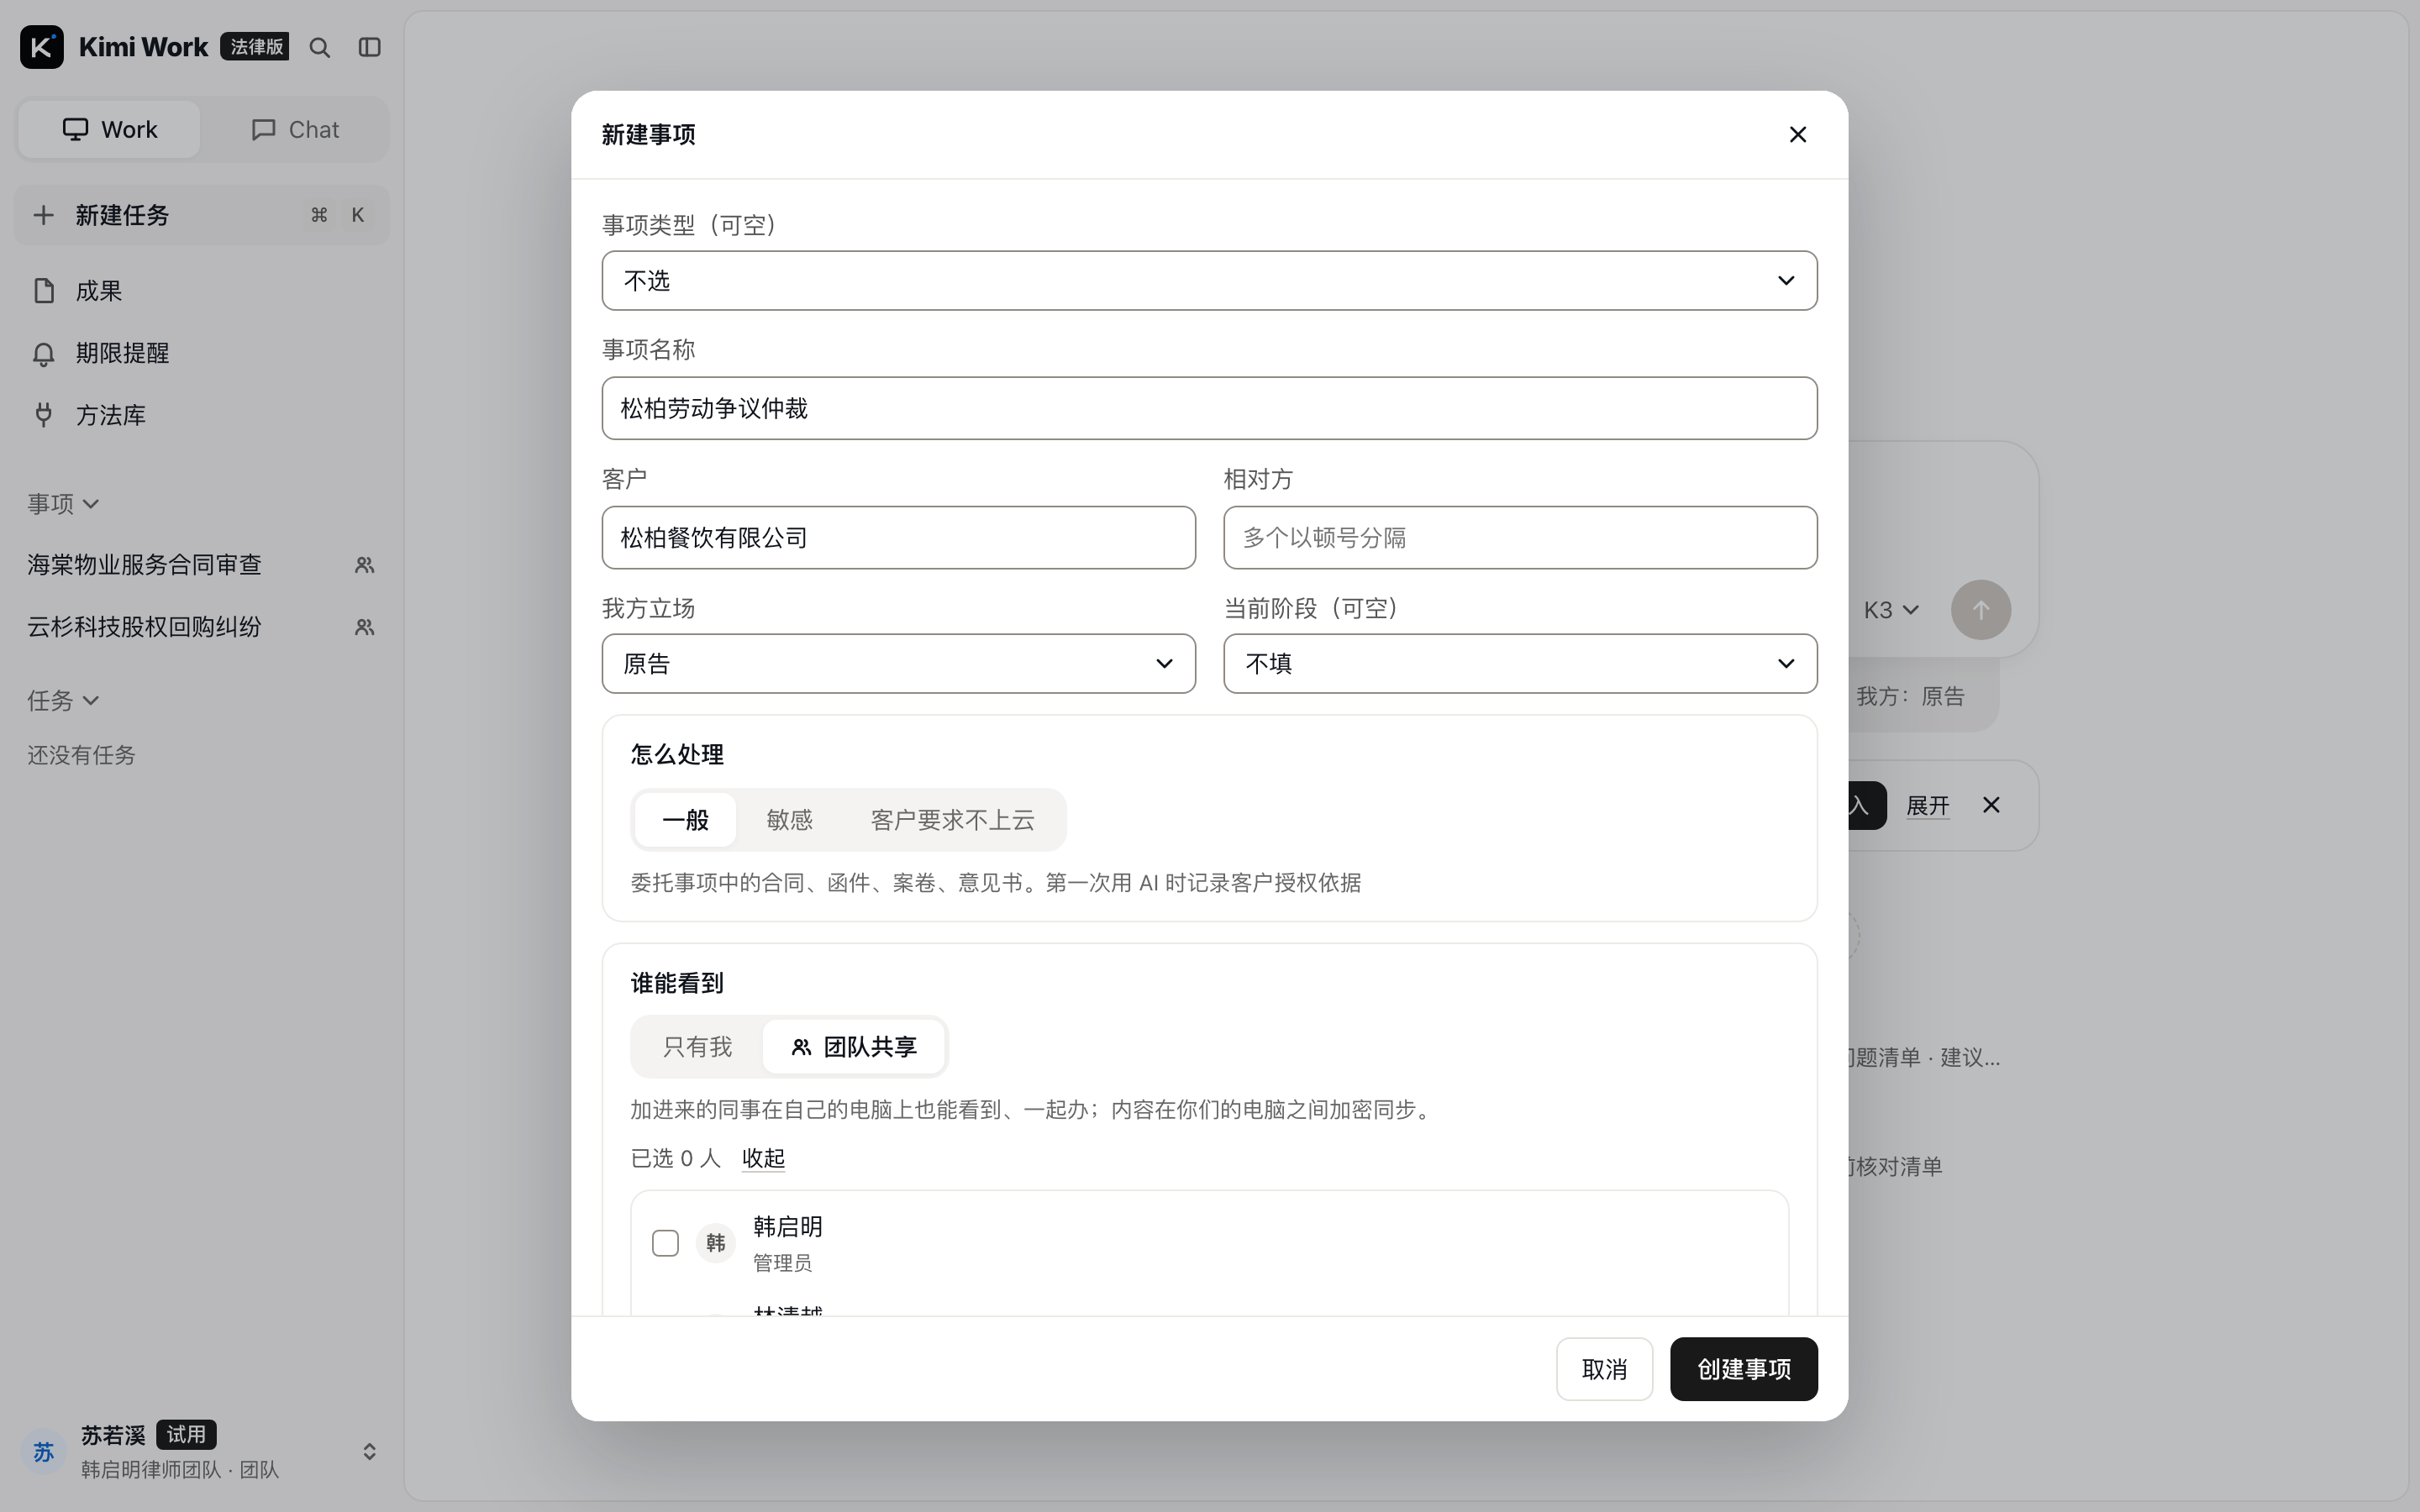 Kimi Work 法律版
Work
Chat
新建任务 ⌘ K
成果
期限提醒
方法库
事项
海棠物业服务合同审查
云杉科技股权回购纠纷
任务
还没有任务
苏 苏若溪 试用
韩启明律师团队 · 团队
新建事项
事项类型（可空）
不选
事项名称
松柏劳动争议仲裁
客户
松柏餐饮有限公司
相对方
多个以顿号分隔
我方立场
原告
当前阶段（可空）
不填
怎么处理
一般 敏感 客户要求不上云
委托事项中的合同、函件、案卷、意见书。第一次用 AI 时记录客户授权依据
谁能看到
只有我 团队共享
加进来的同事在自己的电脑上也能看到、一起办；内容在你们的电脑之间加密同步。
已选 0 人 收起
韩 韩启明
管理员
取消 创建事项
K3
我方：原告
入 展开
题清单 · 建议...
核对清单